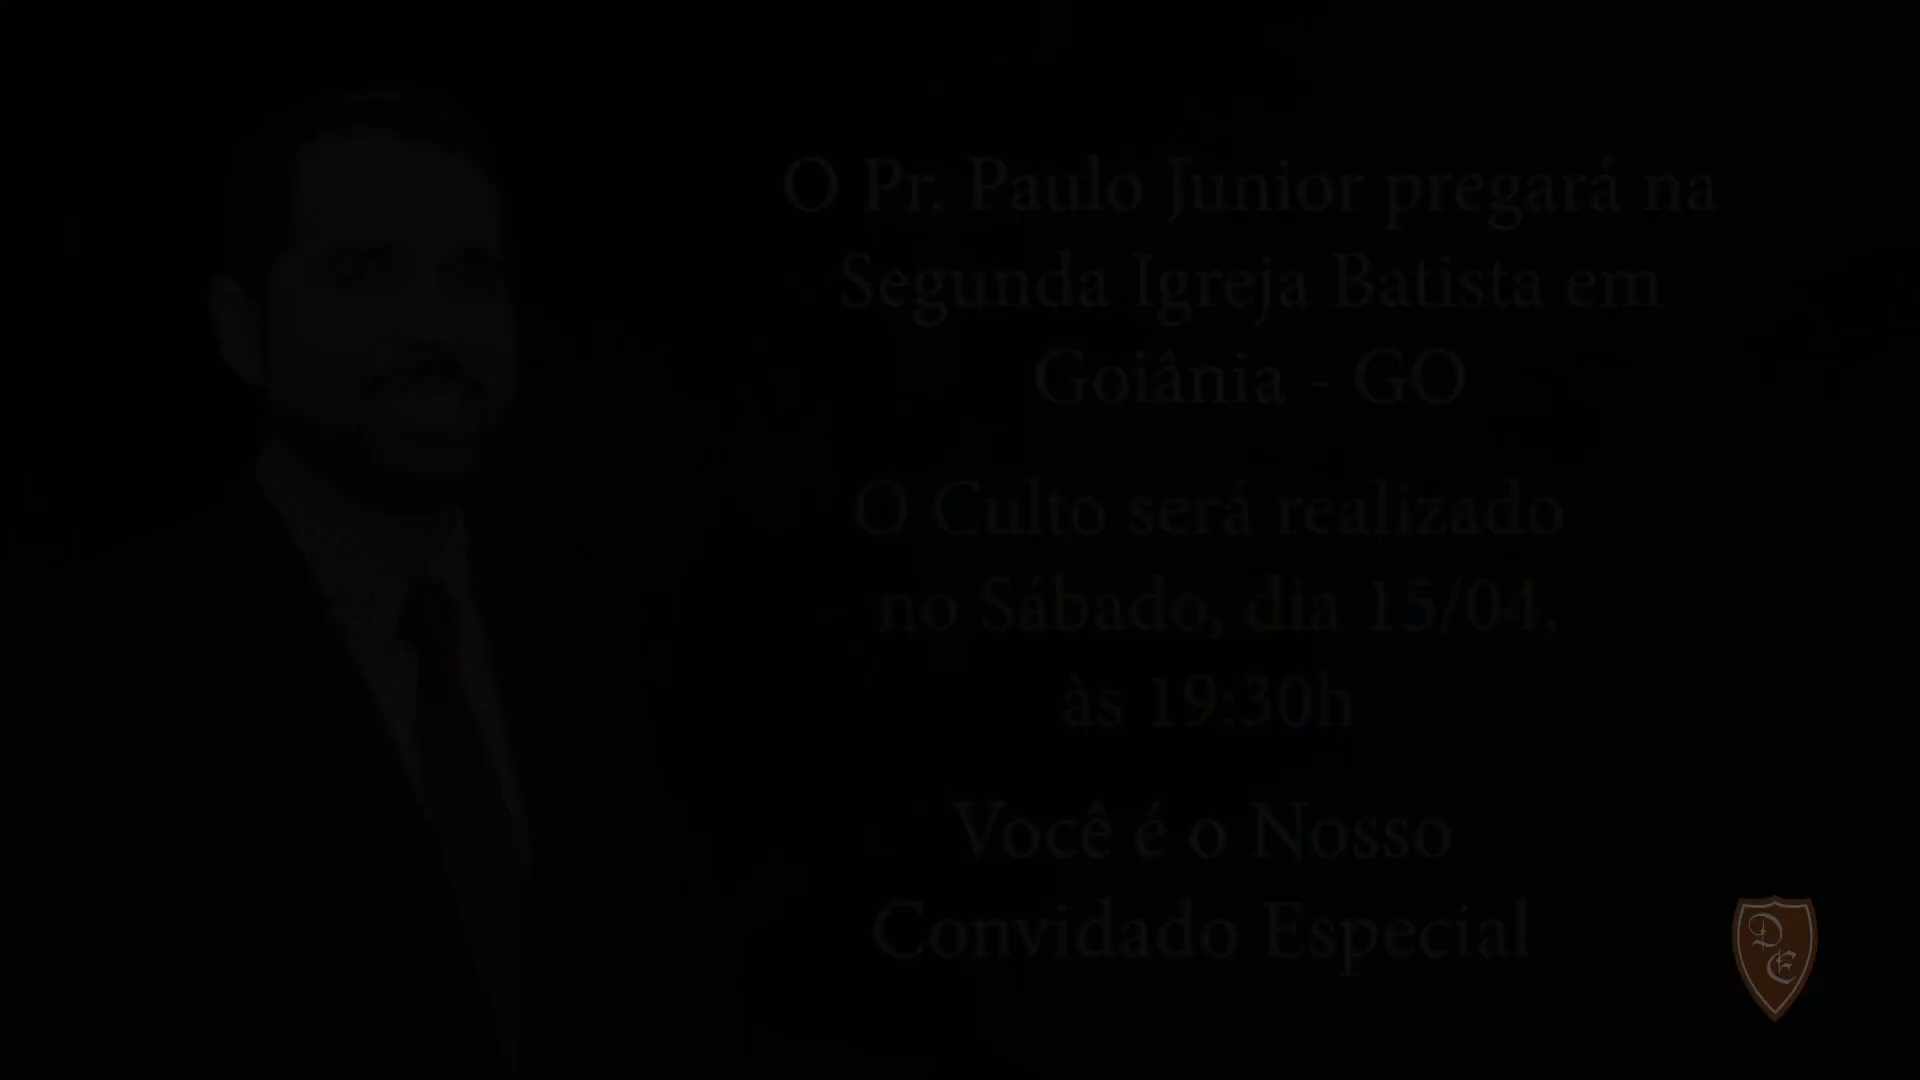 O Pr. Paulo Junior pregará na
Segunda Igreja Batista em
Goiânia - GO
O Culto será realizado
no Sábado, dia 15/04,
às 19:30h
Você é o Nosso
Convidado Especial
D
E